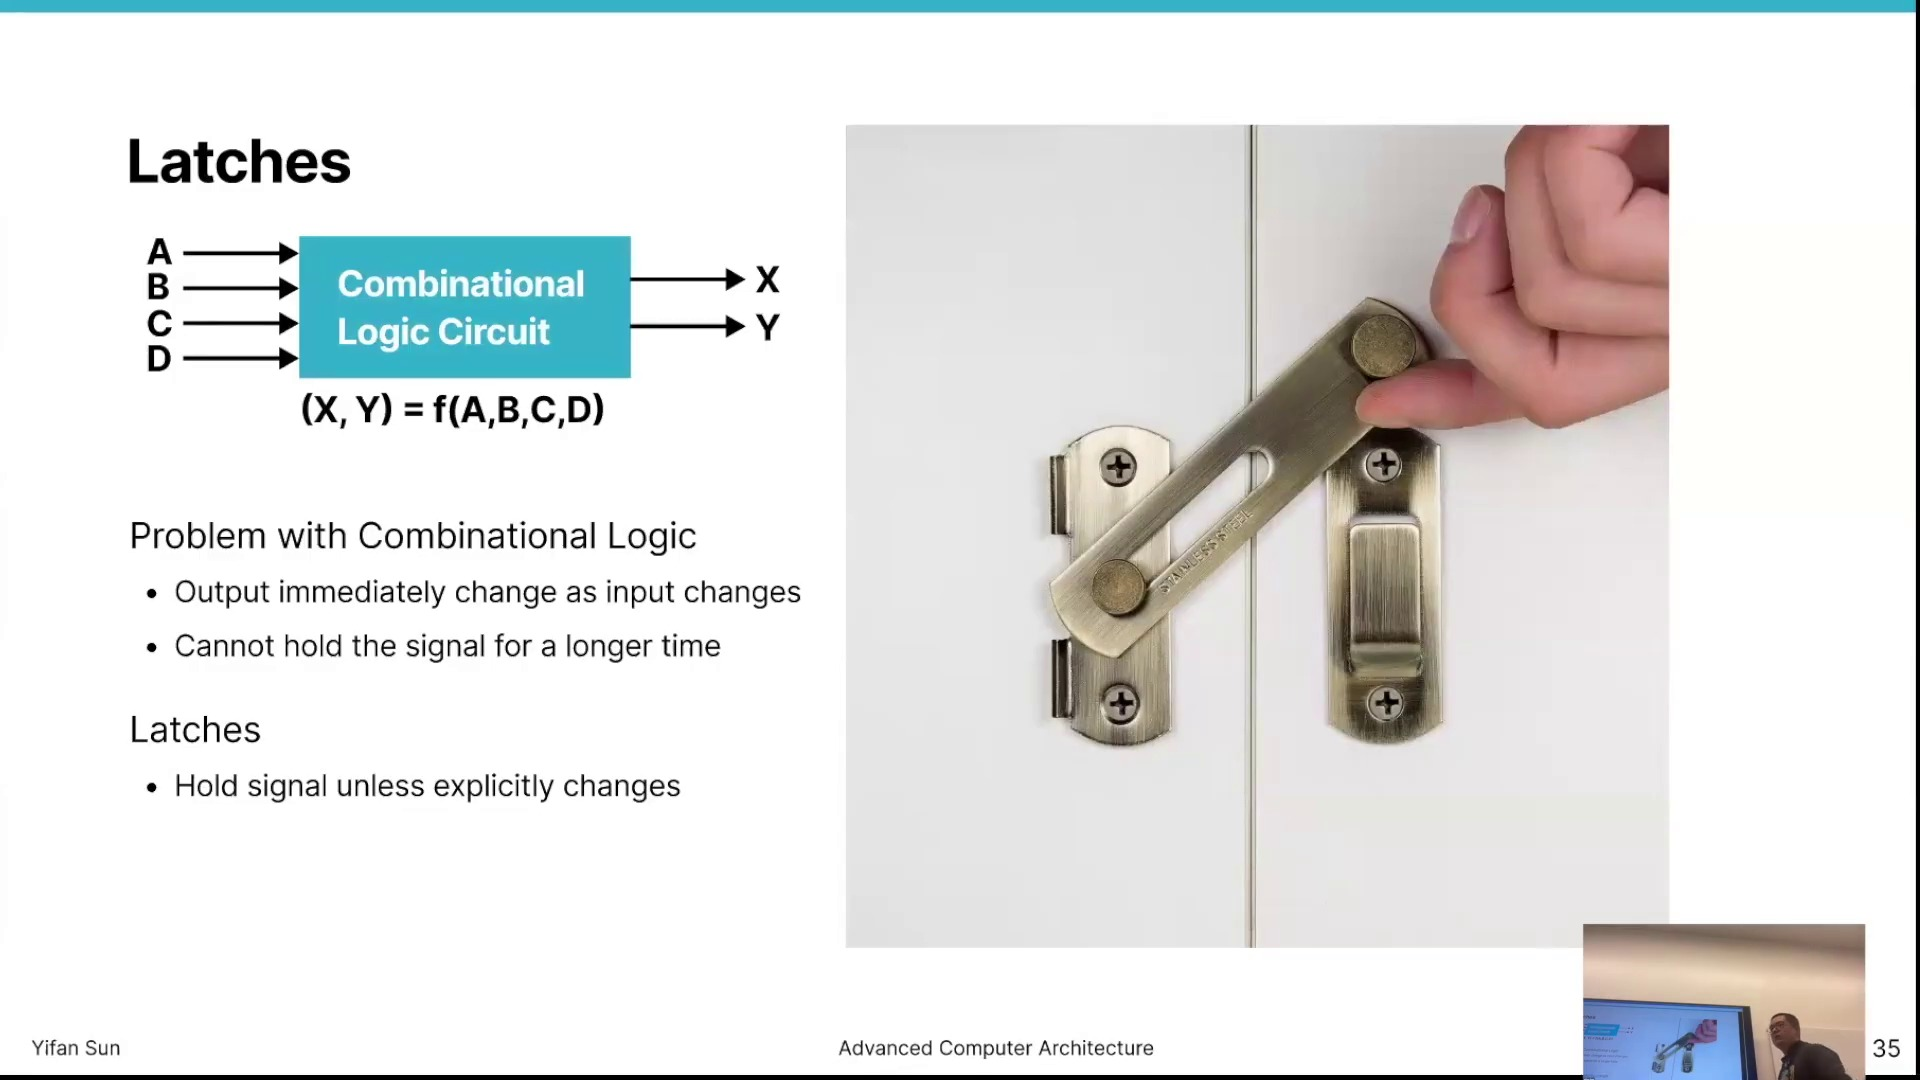 Latches
A
B
C
D
Combinational
Logic Circuit
X
Y
(X, Y) = f(A,B,C,D)
Problem with Combinational Logic
• Output immediately change as input changes
• Cannot hold the signal for a longer time
Latches
• Hold signal unless explicitly changes
STAINLESS STEEL
Yifan Sun
Advanced Computer Architecture
35